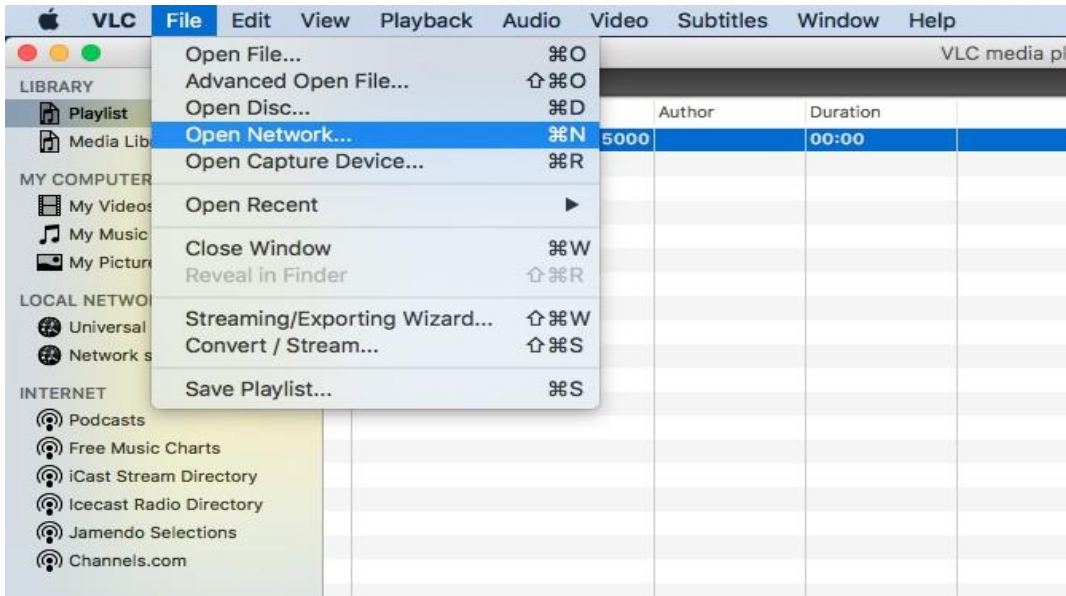 VLC File Edit View Playback Audio Video Subtitles Window Help
VLC media pl
LIBRARY
Playlist
Media Lib
MY COMPUTER
My Videos
My Music
My Picture
LOCAL NETWO
Universal
Network s
INTERNET
Podcasts
Free Music Charts
iCast Stream Directory
Icecast Radio Directory
Jamendo Selections
Channels.com
Open File... ⌘O
Advanced Open File... ⇧⌘O
Open Disc... ⌘D
Open Network... ⌘N
Open Capture Device... ⌘R
Open Recent ▶
Close Window ⌘W
Reveal in Finder ⇧⌘R
Streaming/Exporting Wizard... ⇧⌘W
Convert / Stream... ⇧⌘S
Save Playlist... ⌘S
Author Duration
5000 00:00